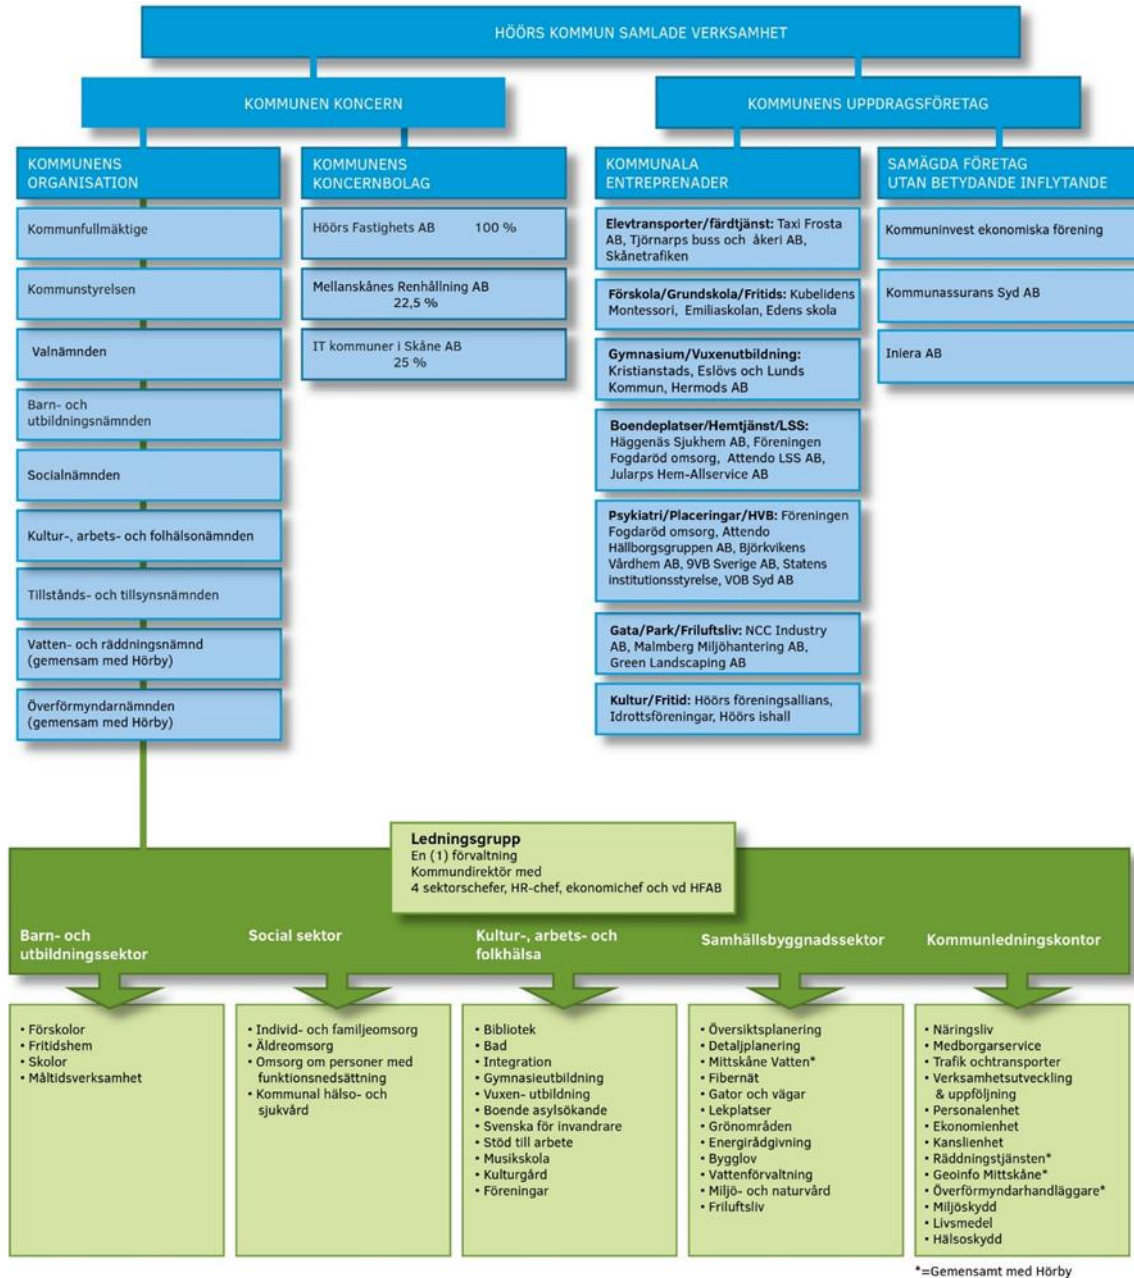 HÖÖRS KOMMUN SAMLADE VERKSAMHET
KOMMUNEN KONCERN
KOMMUNENS UPPDRAGSFÖRETAG
KOMMUNENS
ORGANISATION
Kommunfullmäktige
Kommunstyrelsen
Valnämnden
Barn- och
utbildningsnämnden
Socialnämnden
Kultur-, arbets- och folhälsonämnden
Tillstånds- och tillsynsnämnden
Vatten- och räddningsnämnd
(gemensam med Hörby)
Överförmyndarnämnden
(gemensam med Hörby)
KOMMUNENS
KONCERNBOLAG
Höörs Fastighets AB 100 %
Mellanskånes Renhållning AB
22,5 %
IT kommuner i Skåne AB
25 %
KOMMUNALA
ENTREPRENADER
Elevtransporter/färdtjänst: Taxi Frosta
AB, Tjörnarps buss och åkeri AB,
Skånetrafiken
Förskola/Grundskola/Fritids: Kubelidens
Montessori, Emiliaskolan, Edens skola
Gymnasium/Vuxenutbildning:
Kristianstads, Eslövs och Lunds
Kommun, Hermods AB
Boendeplatser/Hemtjänst/LSS:
Häggenäs Sjukhem AB, Föreningen
Fogdaröd omsorg, Attendo LSS AB,
Jularps Hem-Allservice AB
Psykiatri/Placeringar/HVB: Föreningen
Fogdaröd omsorg, Attendo
Hällborgsgruppen AB, Björkvikens
Vårdhem AB, 9VB Sverige AB, Statens
institutionsstyrelse, VOB Syd AB
Gata/Park/Friluftsliv: NCC Industry
AB, Malmberg Miljöhantering AB,
Green Landscaping AB
Kultur/Fritid: Höörs föreningsallians,
Idrottsföreningar, Höörs ishall
SAMÄGDA FÖRETAG
UTAN BETYDANDE INFLYTANDE
Kommuninvest ekonomiska förening
Kommunassurans Syd AB
Iniera AB
Ledningsgrupp
En (1) förvaltning
Kommundirektör med
4 sektorschefer, HR-chef, ekonomichef och vd HFAB
Barn- och
utbildningssektor
• Förskolor
• Fritidshem
• Skolor
• Måltidsverksamhet
Social sektor
• Individ- och familjeomsorg
• Äldreomsorg
• Omsorg om personer med
funktionsnedsättning
• Kommunal hälso- och
sjukvård
Kultur-, arbets- och
folkhälsa
• Bibliotek
• Bad
• Integration
• Gymnasieutbildning
• Vuxen- utbildning
• Boende asylsökande
• Svenska för invandrare
• Stöd till arbete
• Musikskola
• Kulturgård
• Föreningar
Samhällsbyggnadssektor
• Översiktsplanering
• Detaljplanering
• Mittskåne Vatten*
• Fibernät
• Gator och vägar
• Lekplatser
• Grönområden
• Energirådgivning
• Bygglov
• Vattenförvaltning
• Miljö- och naturvård
• Friluftsliv
Kommunledningskontor
• Näringsliv
• Medborgarservice
• Trafik ochtransporter
• Verksamhetsutveckling
& uppföljning
• Personalenhet
• Ekonomienhet
• Kanslienhet
• Räddningstjänsten*
• Geoinfo Mittskåne*
• Överförmyndarhandläggare*
• Miljöskydd
• Livsmedel
• Hälsoskydd
*=Gemensamt med Hörby